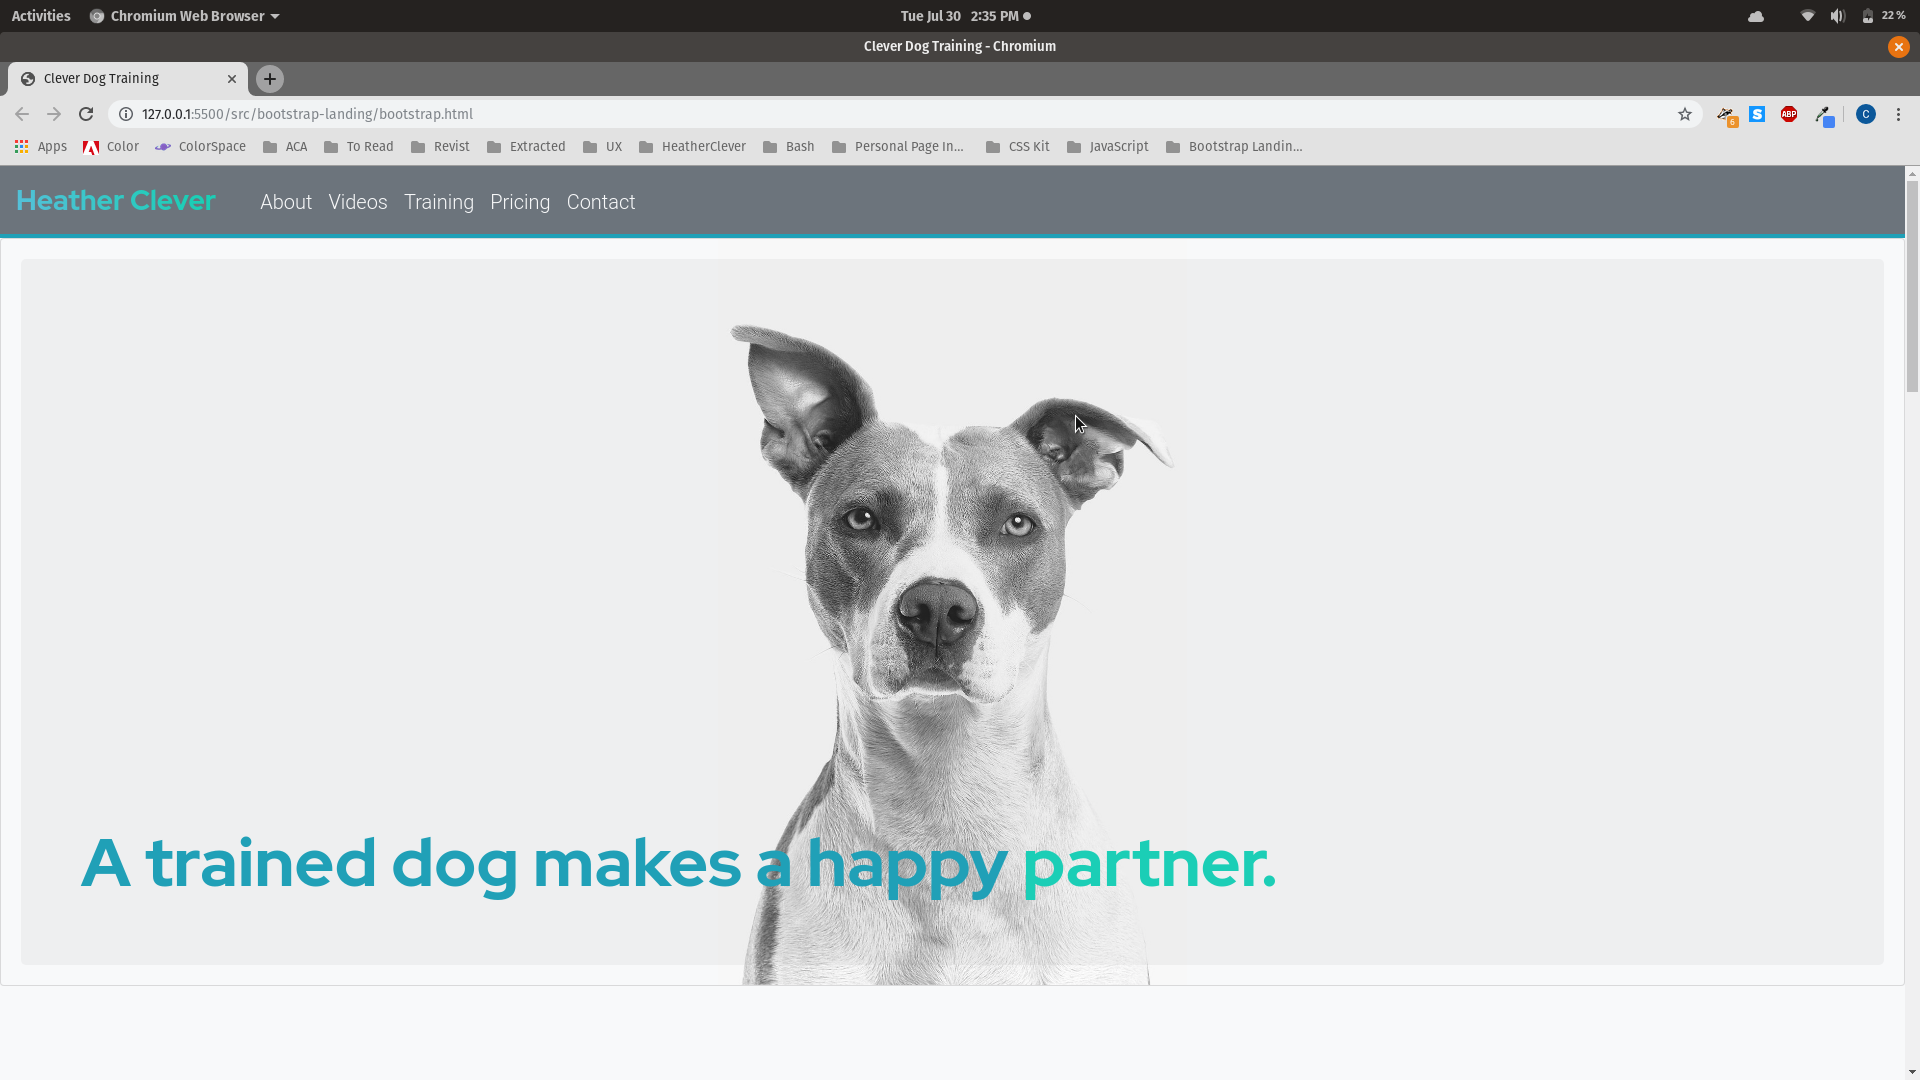 Activities Chromium Web Browser Tue Jul 30 2:35 PM 22 %
Clever Dog Training - Chromium
Clever Dog Training
127.0.0.1:5500/src/bootstrap-landing/bootstrap.html 6 S ABP C
Apps Color ColorSpace ACA To Read Revist Extracted UX HeatherClever Bash Personal Page In... CSS Kit JavaScript Bootstrap Landin...
Heather Clever About Videos Training Pricing Contact
A trained dog makes a happy partner.